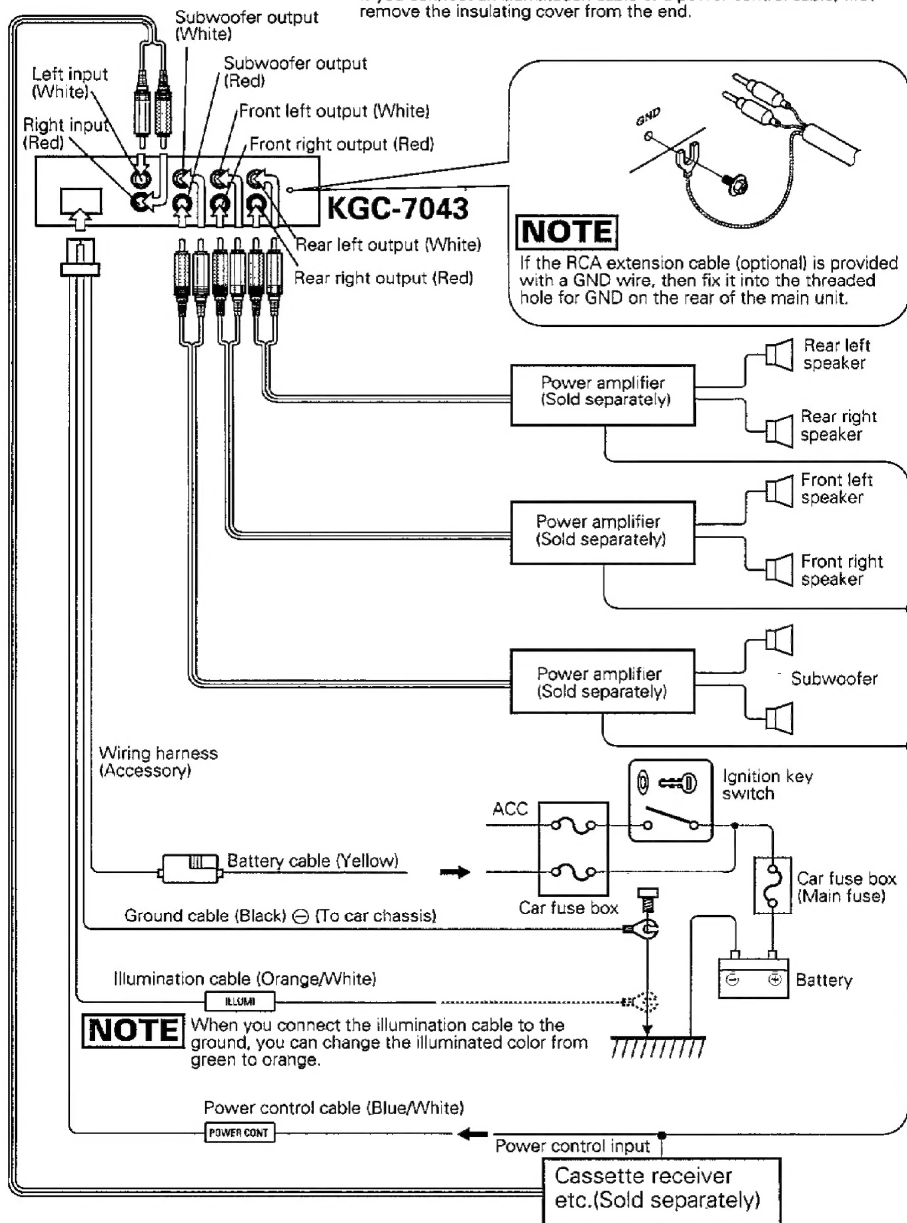 remove the insulating cover from the end.
Subwoofer output
(White)
Left input
(White)
Subwoofer output
(Red)
Right input
(Red)
Front left output (White)
Front right output (Red)
KGC-7043
Rear left output (White)
Rear right output (Red)
GND
NOTE
If the RCA extension cable (optional) is provided
with a GND wire, then fix it into the threaded
hole for GND on the rear of the main unit.
Power amplifier
(Sold separately)
Rear left
speaker
Rear right
speaker
Power amplifier
(Sold separately)
Front left
speaker
Front right
speaker
Power amplifier
(Sold separately)
Subwoofer
Wiring harness
(Accessory)
Ignition key
switch
ACC
Battery cable (Yellow)
Car fuse box
Car fuse box
(Main fuse)
Ground cable (Black) ⊖ (To car chassis)
Battery
Illumination cable (Orange/White)
ILLUMI
NOTE
When you connect the illumination cable to the
ground, you can change the illuminated color from
green to orange.
Power control cable (Blue/White)
POWER CONT
Power control input
Cassette receiver
etc.(Sold separately)